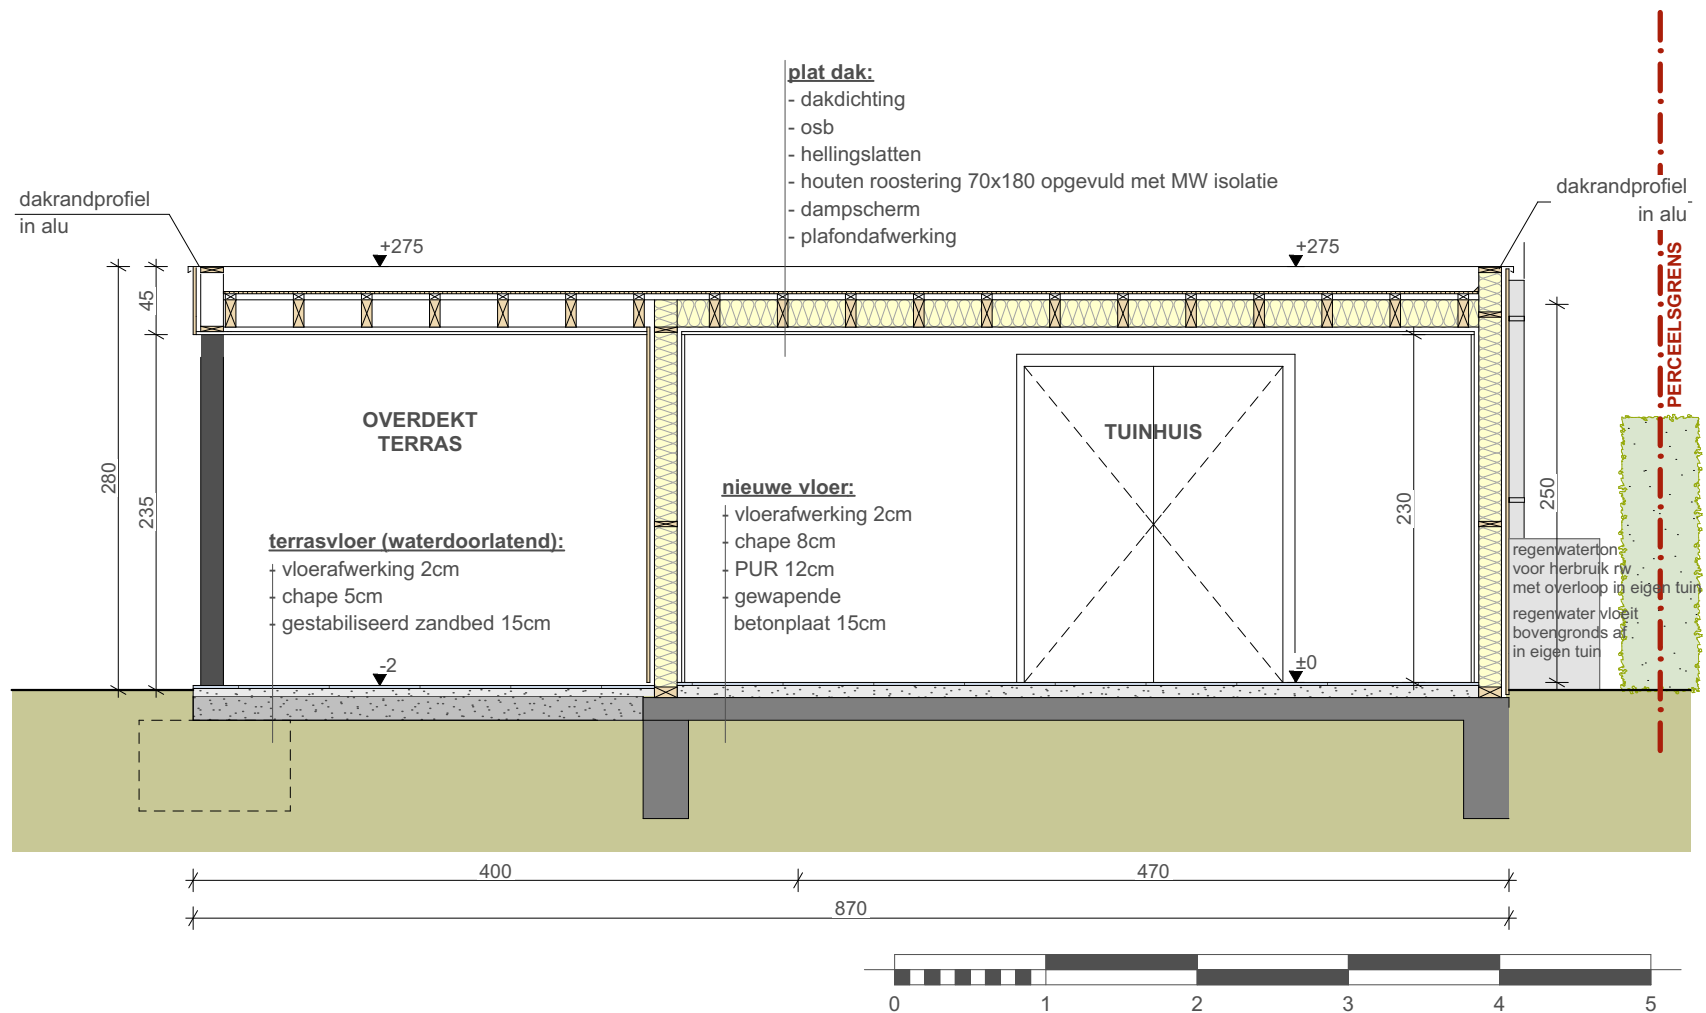 plat dak:
- dakdichting
- osb
- hellingslatten
- houten roostering 70x180 opgevuld met MW isolatie
- dampscherm
- plafondafwerking
dakrandprofiel
in alu
dakrandprofiel
in alu
+275
+275
PERCEELSGRENS
45
280
235
OVERDEKT
TERRAS
TUINHUIS
230
250
nieuwe vloer:
- vloerafwerking 2cm
- chape 8cm
- PUR 12cm
- gewapende
betonplaat 15cm
terrasvloer (waterdoorlatend):
- vloerafwerking 2cm
- chape 5cm
- gestabiliseerd zandbed 15cm
regenwaterton
voor herbruik rw
met overloop in eigen tuin
regenwater vloeit
bovengronds af
in eigen tuin
-2
±0
400
470
870
0 1 2 3 4 5